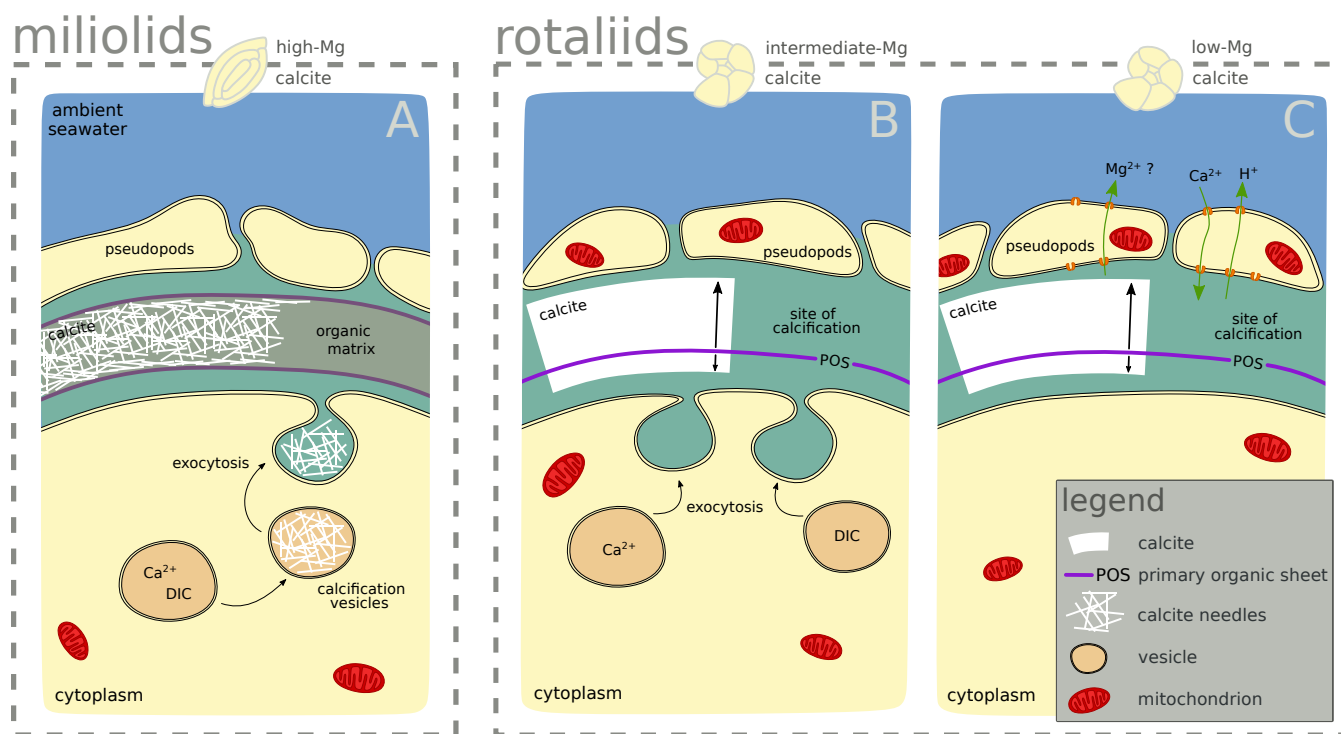 miliolids
high-Mg
calcite
A
ambient
seawater
pseudopods
calcite
organic
matrix
exocytosis
Ca²⁺
DIC
calcification
vesicles
cytoplasm
rotaliids
intermediate-Mg
calcite
B
pseudopods
calcite
site of
calcification
POS
exocytosis
Ca²⁺
DIC
cytoplasm
low-Mg
calcite
C
Mg²⁺ ?
Ca²⁺
H⁺
pseudopods
calcite
site of
calcification
POS
cytoplasm
legend
calcite
POS primary organic sheet
calcite needles
vesicle
mitochondrion